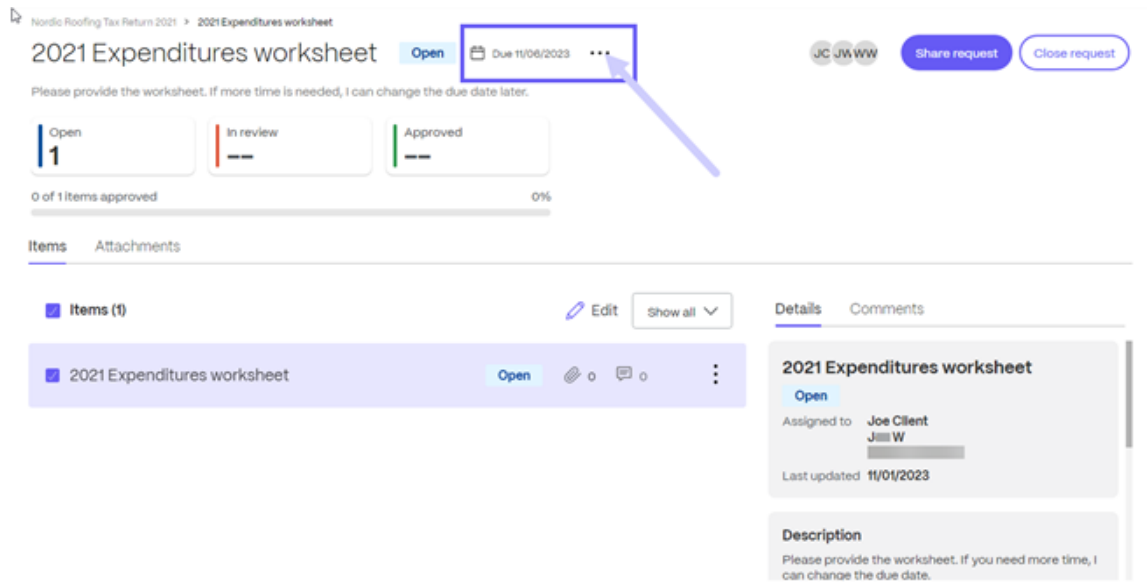 Nordic Roofing Tax Return 2021 > 2021 Expenditures worksheet
2021 Expenditures worksheet Open Due 11/06/2023 ••• JC JW WW Share request Close request
Please provide the worksheet. If more time is needed, I can change the due date later.
Open In review Approved
1 -- --
0 of 1 items approved 0%
Items Attachments
Items (1) Edit Show all
Details Comments
2021 Expenditures worksheet Open 0 0
2021 Expenditures worksheet
Open
Assigned to Joe Client
J W
Last updated 11/01/2023
Description
Please provide the worksheet. If you need more time, I
can change the due date.